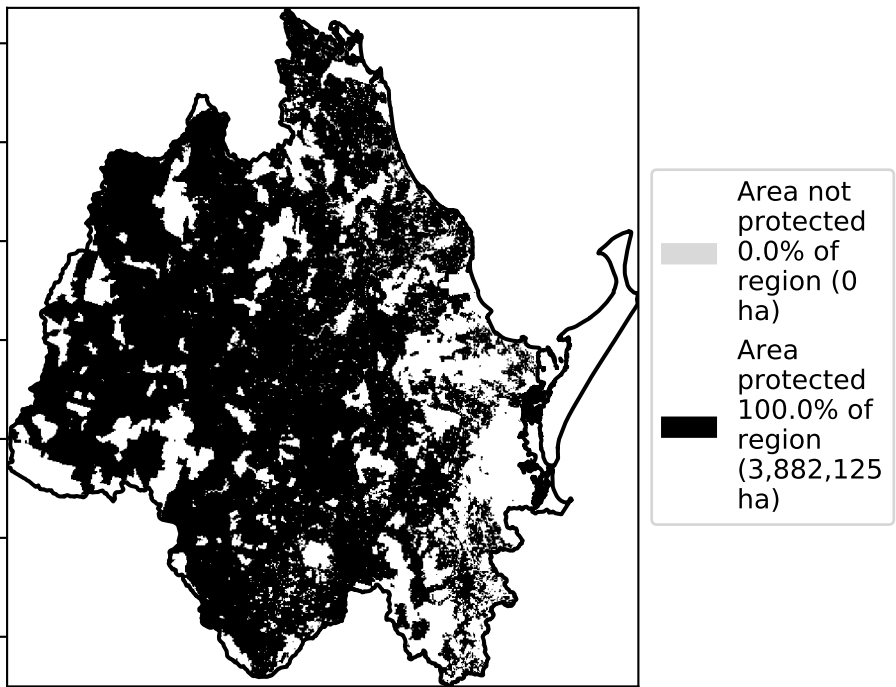 Area not
protected
0.0% of
region (0
ha)
Area
protected
100.0% of
region
(3,882,125
ha)